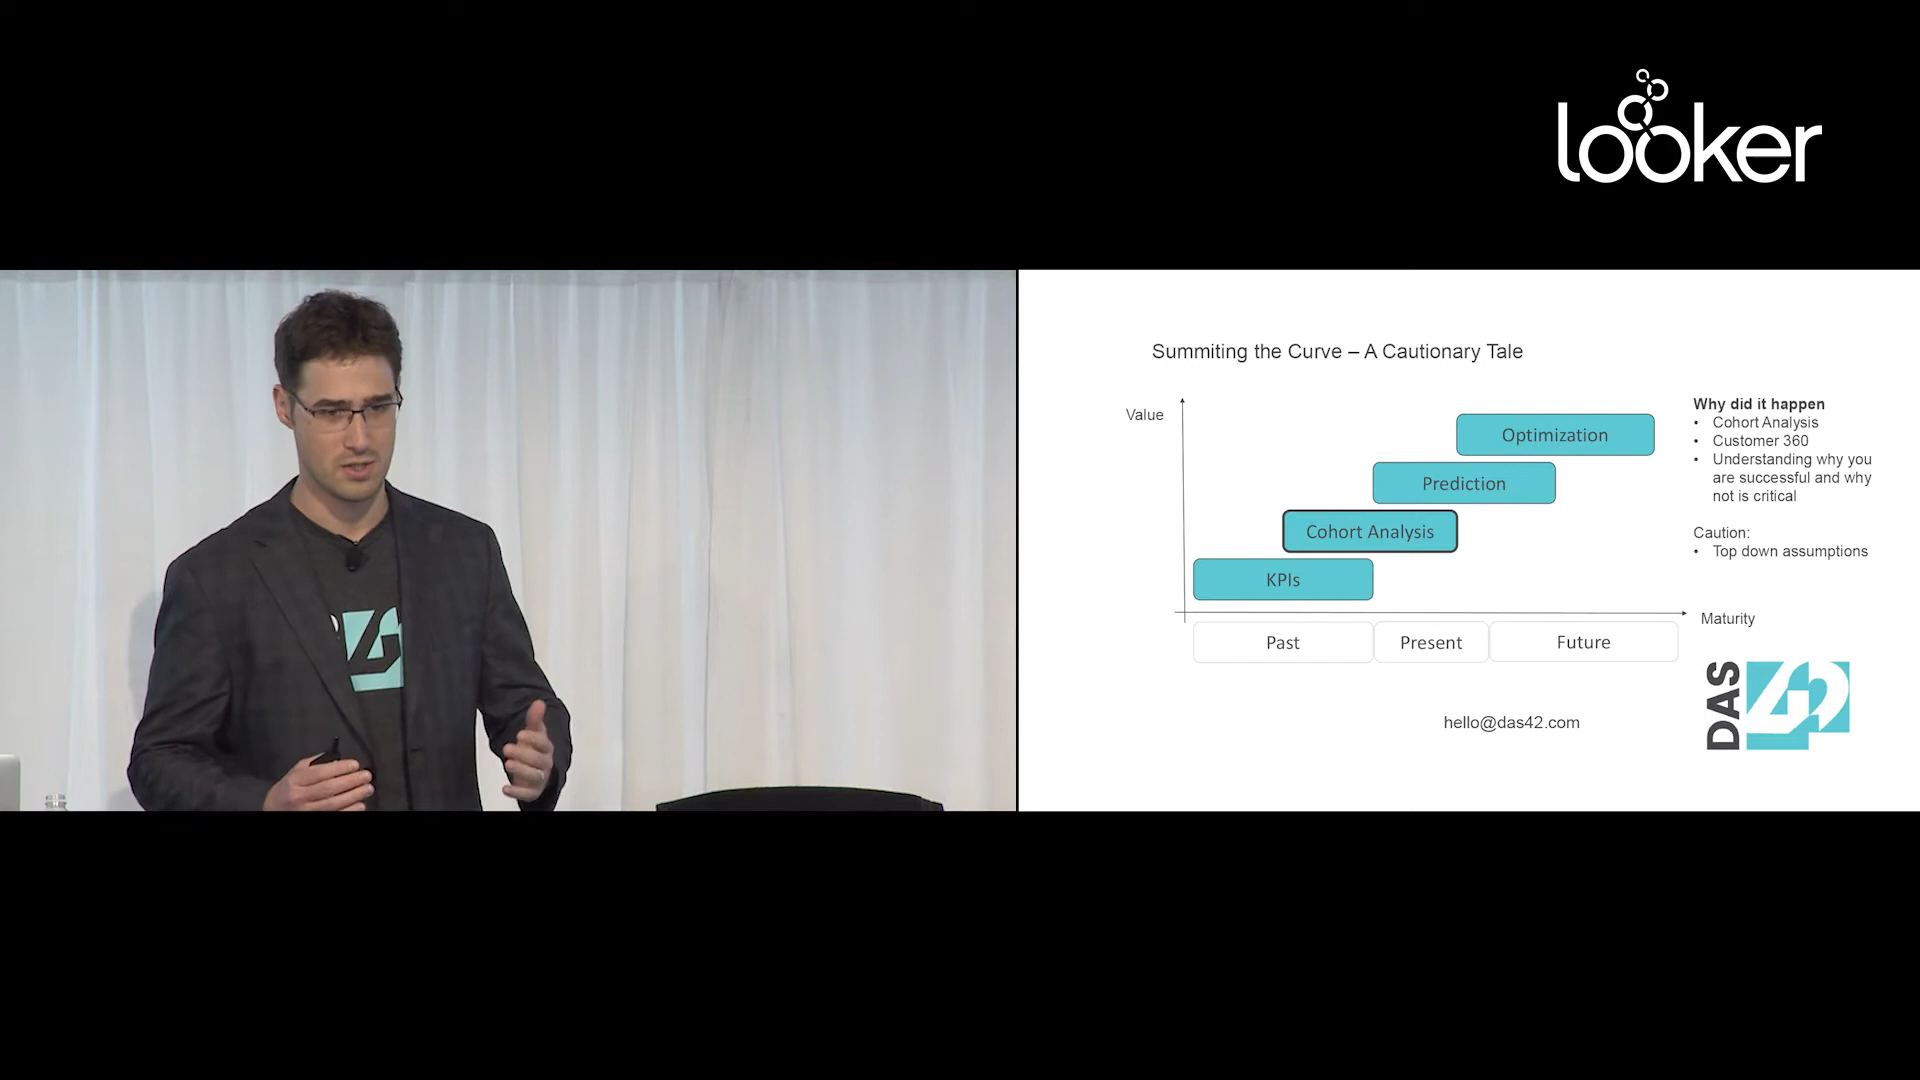 looker
Summiting the Curve – A Cautionary Tale
Value
Optimization
Prediction
Cohort Analysis
KPIs
Past
Present
Future
Maturity
Why did it happen
• Cohort Analysis
• Customer 360
• Understanding why you
are successful and why
not is critical
Caution:
• Top down assumptions
hello@das42.com
DAS
42